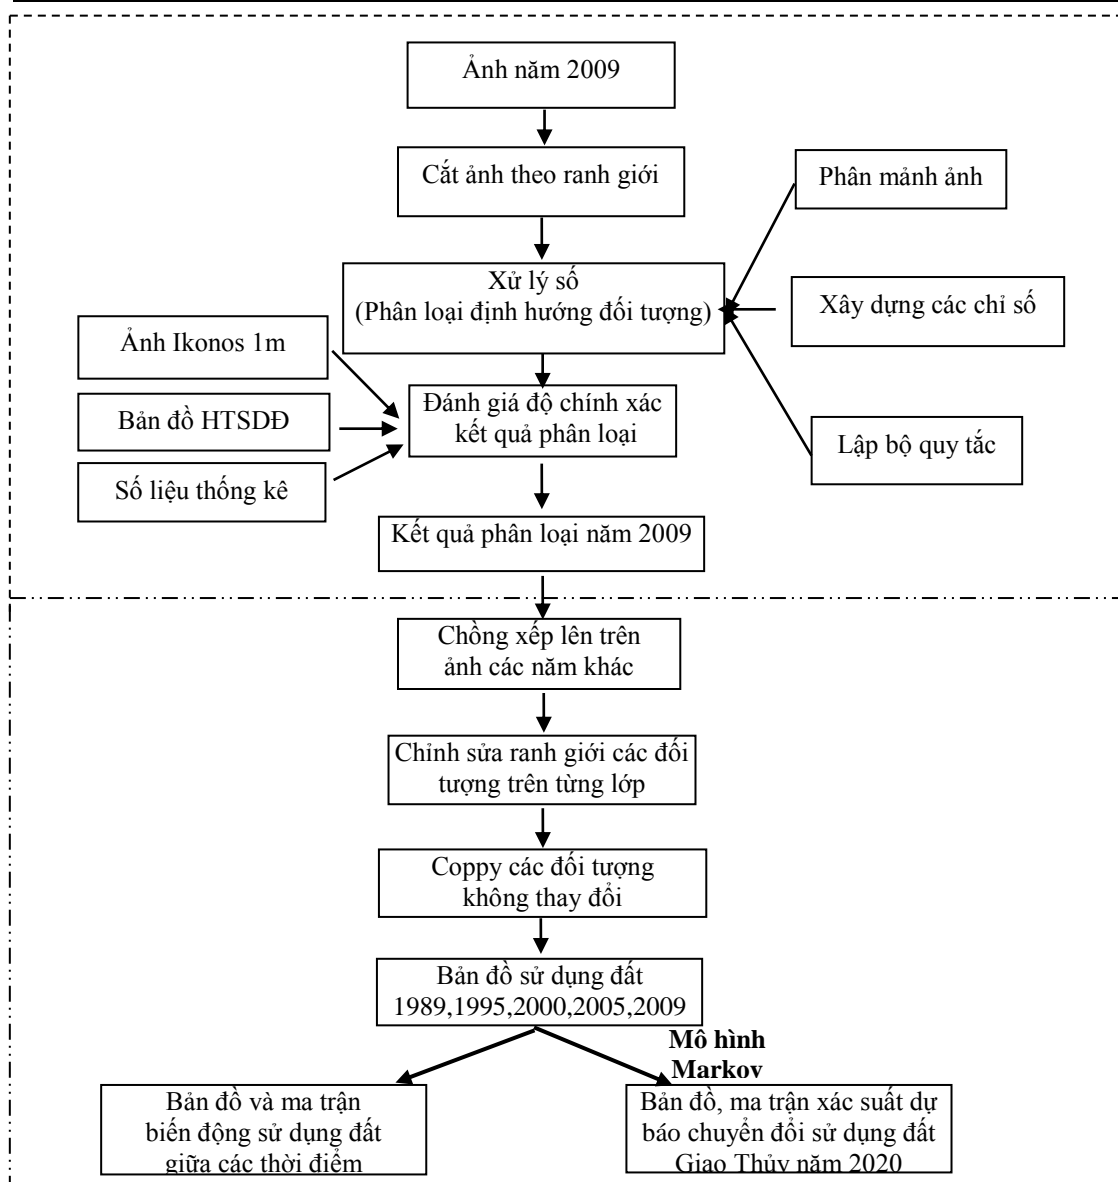 Ảnh năm 2009
Cắt ảnh theo ranh giới
Phân mảnh ảnh
Xử lý số
(Phân loại định hướng đối tượng)
Xây dựng các chỉ số
Ảnh Ikonos 1m
Đánh giá độ chính xác
kết quả phân loại
Bản đồ HTSDĐ
Lập bộ quy tắc
Số liệu thống kê
Kết quả phân loại năm 2009
Chồng xếp lên trên
ảnh các năm khác
Chỉnh sửa ranh giới các đối
tượng trên từng lớp
Coppy các đối tượng
không thay đổi
Bản đồ sử dụng đất
1989,1995,2000,2005,2009
Mô hình
Markov
Bản đồ và ma trận
biến động sử dụng đất
giữa các thời điểm
Bản đồ, ma trận xác suất dự
báo chuyển đổi sử dụng đất
Giao Thủy năm 2020